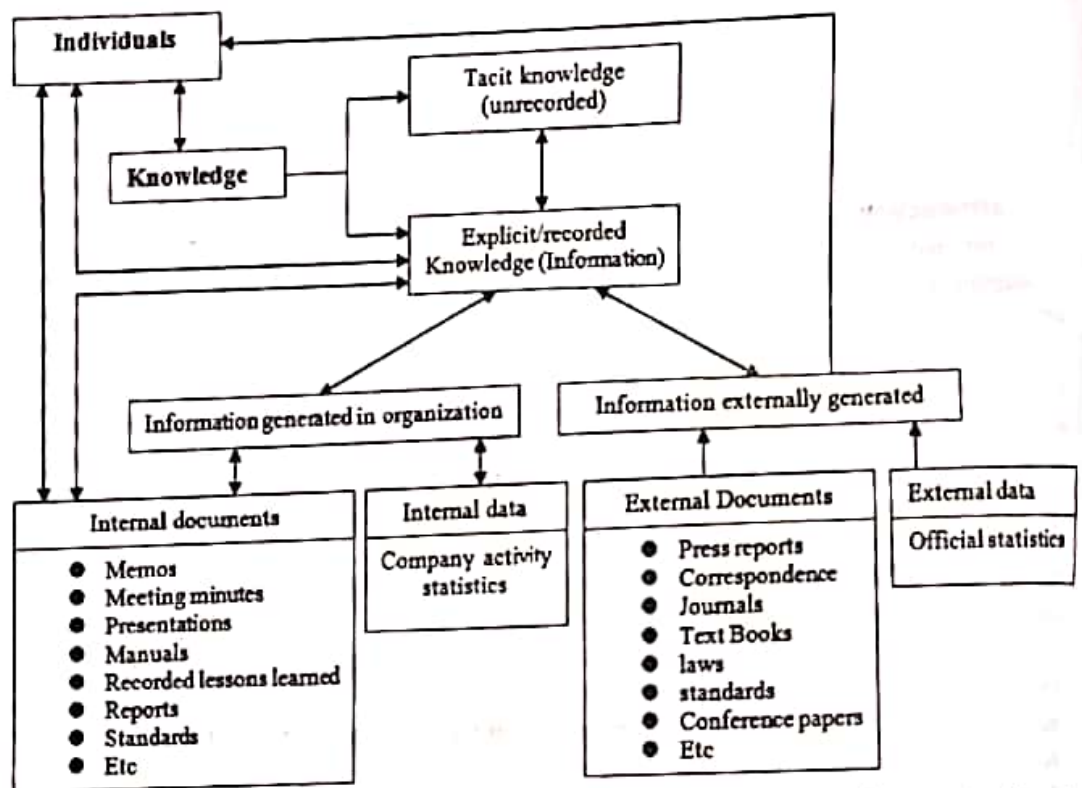 Individuals
Tacit knowledge
(unrecorded)
Knowledge
Explicit/recorded
Knowledge (Information)
Information generated in organization
Information externally generated
Internal documents
● Memos
● Meeting minutes
● Presentations
● Manuals
● Recorded lessons learned
● Reports
● Standards
● Etc
Internal data
Company activity
statistics
External Documents
● Press reports
● Correspondence
● Journals
● Text Books
● laws
● standards
● Conference papers
● Etc
External data
Official statistics